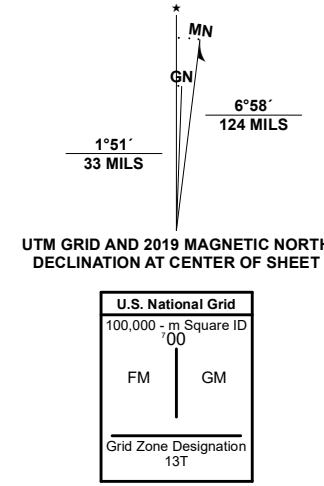 ★
MN
GN
6°58´
124 MILS
1°51´
33 MILS
UTM GRID AND 2019 MAGNETIC NORTH
DECLINATION AT CENTER OF SHEET
U.S. National Grid
100,000 - m Square ID
⁷00
FM GM
Grid Zone Designation
13T